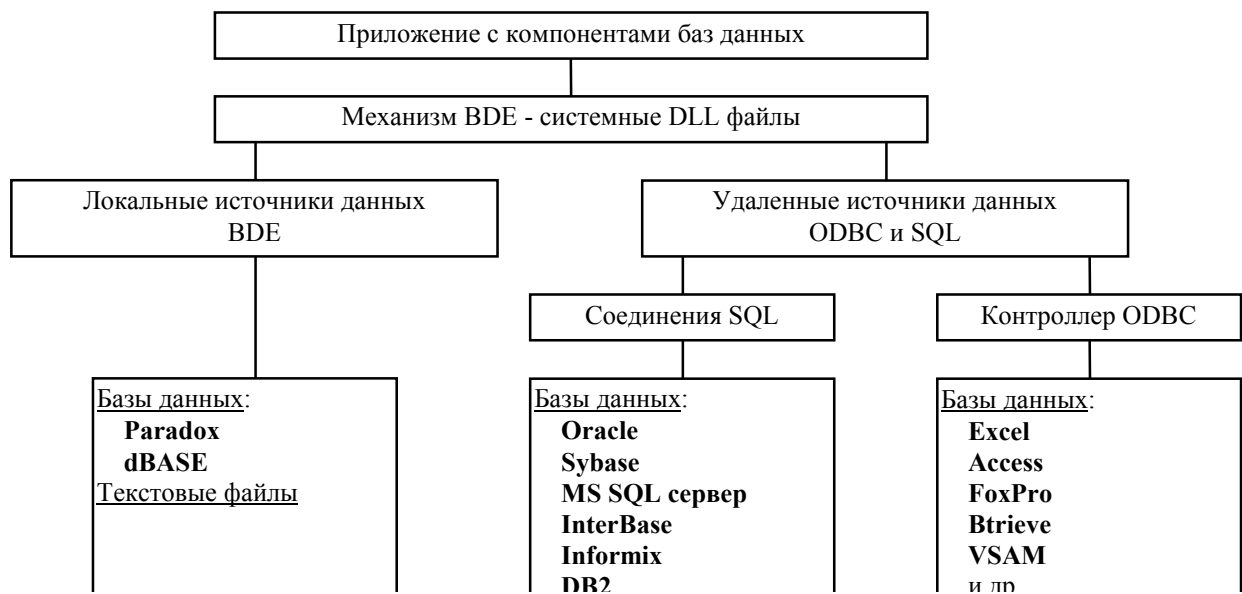 Приложение с компонентами баз данных
Механизм BDE - системные DLL файлы
Локальные источники данных
BDE
Удаленные источники данных
ODBC и SQL
Соединения SQL
Контроллер ODBC
Базы данных:
Paradox
dBASE
Текстовые файлы
Базы данных:
Oracle
Sybase
MS SQL сервер
InterBase
Informix
DB2
Базы данных:
Excel
Access
FoxPro
Btrieve
VSAM
и др